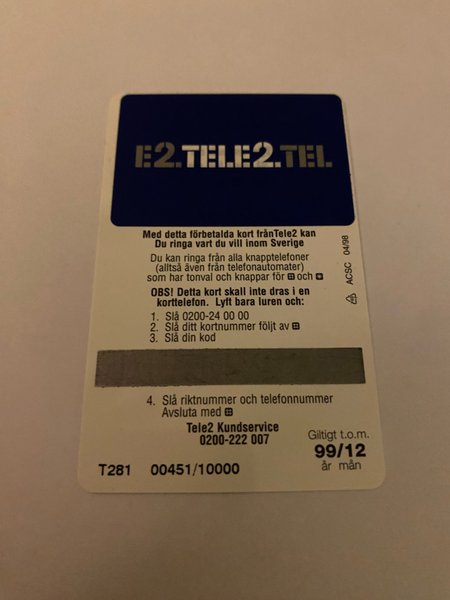 E2.TELE2.TEL
Med detta förbetalda kort frånTele2 kan
Du ringa vart du vill inom Sverige
Du kan ringa från alla knapptelefoner
(alltså även från telefonautomater)
som har tonval och knappar för # och *
OBS! Detta kort skall inte dras i en
korttelefon. Lyft bara luren och:
1. Slå 0200-24 00 00
2. Slå ditt kortnummer följt av #
3. Slå din kod
4. Slå riktnummer och telefonnummer
Avsluta med #
Tele2 Kundservice
0200-222 007
Giltigt t.o.m.
99/12
år mån
T281 00451/10000
ACSC 04/98